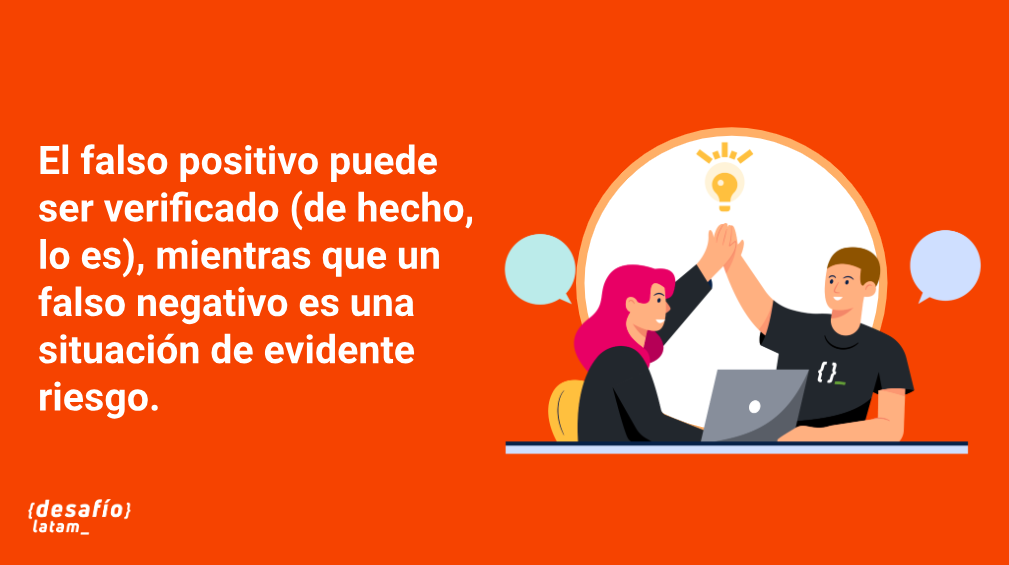 El falso positivo puede
ser verificado (de hecho,
lo es), mientras que un
falso negativo es una
situación de evidente
riesgo.
{}_
{desafío}
latam_